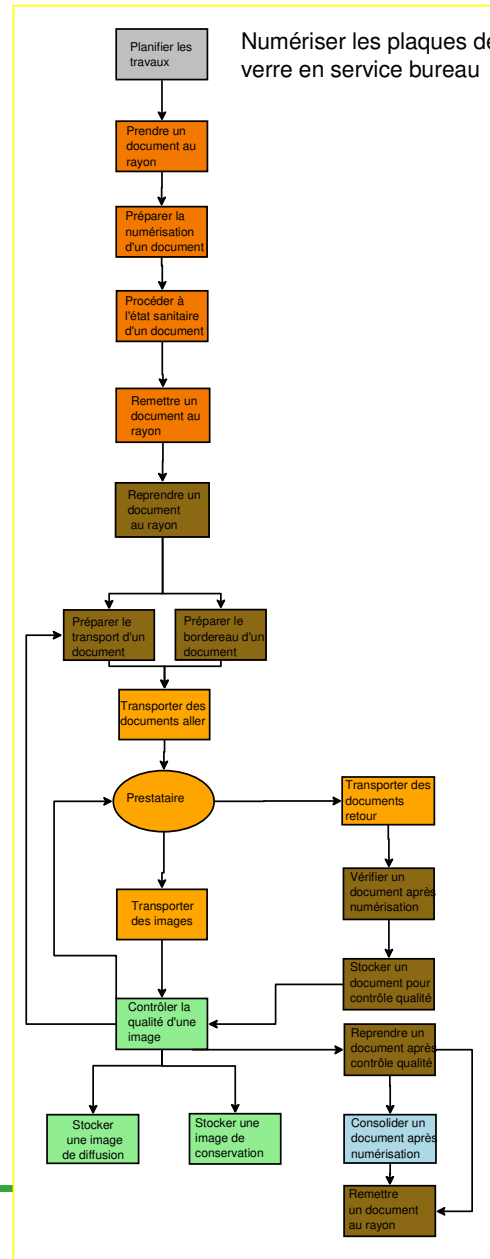 Numériser les plaques de
verre en service bureau
Planifier les
travaux
Prendre un
document au
rayon
Préparer la
numérisation
d'un document
Procéder à
l'état sanitaire
d'un document
Remettre un
document au
rayon
Reprendre un
document
au rayon
Préparer le
transport d'un
document
Préparer le
bordereau d'un
document
Transporter des
documents aller
Prestataire
Transporter des
documents
retour
Vérifier un
document après
numérisation
Transporter
des images
Stocker un
document pour
contrôle qualité
Contrôler la
qualité d'une
image
Reprendre un
document après
contrôle qualité
Stocker
une image
de diffusion
Stocker une
image de
conservation
Consolider un
document après
numérisation
Remettre
un document
au rayon